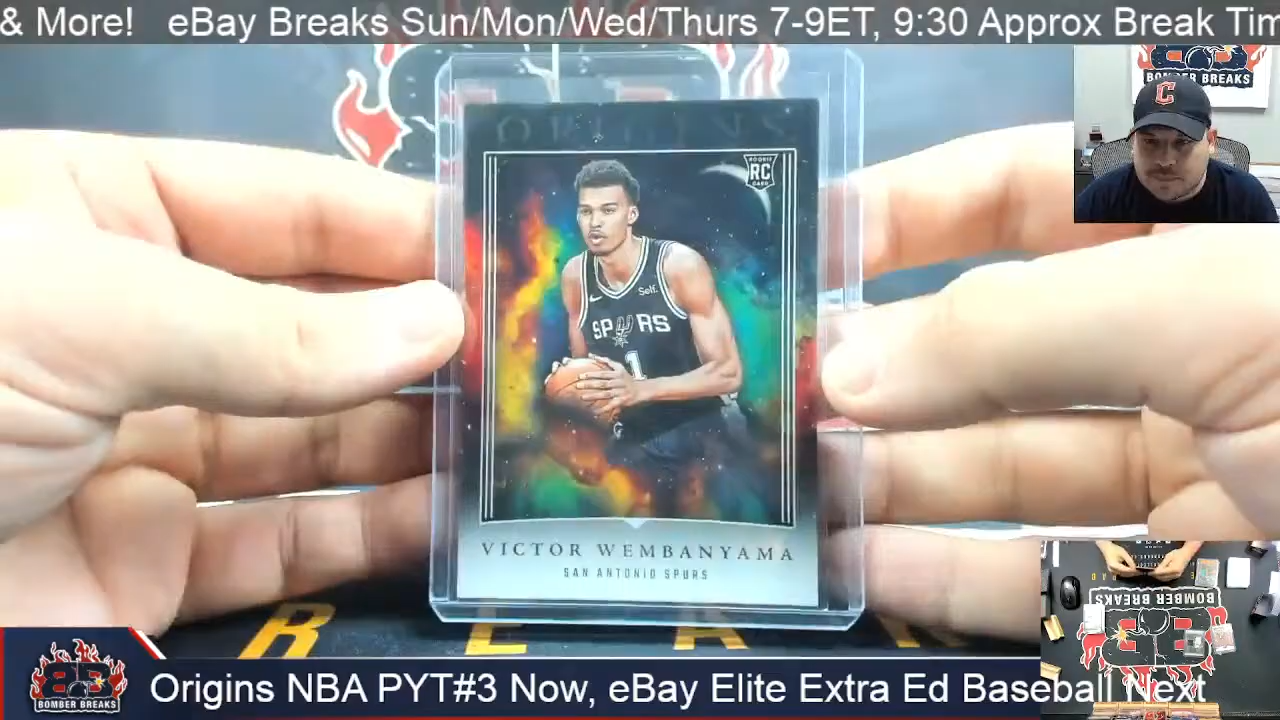 & More! eBay Breaks Sun/Mon/Wed/Thurs 7-9ET, 9:30 Approx Break Tim
BOMBER BREAKS
C
ORIGINS
ROOKIE
RC
CARD
Self.
SPURS
1
VICTOR WEMBANYAMA
SAN ANTONIO SPURS
B R E A K
BOMBER BREAKS
BOMBER BREAKS
Origins NBA PYT#3 Now, eBay Elite Extra Ed Baseball Next